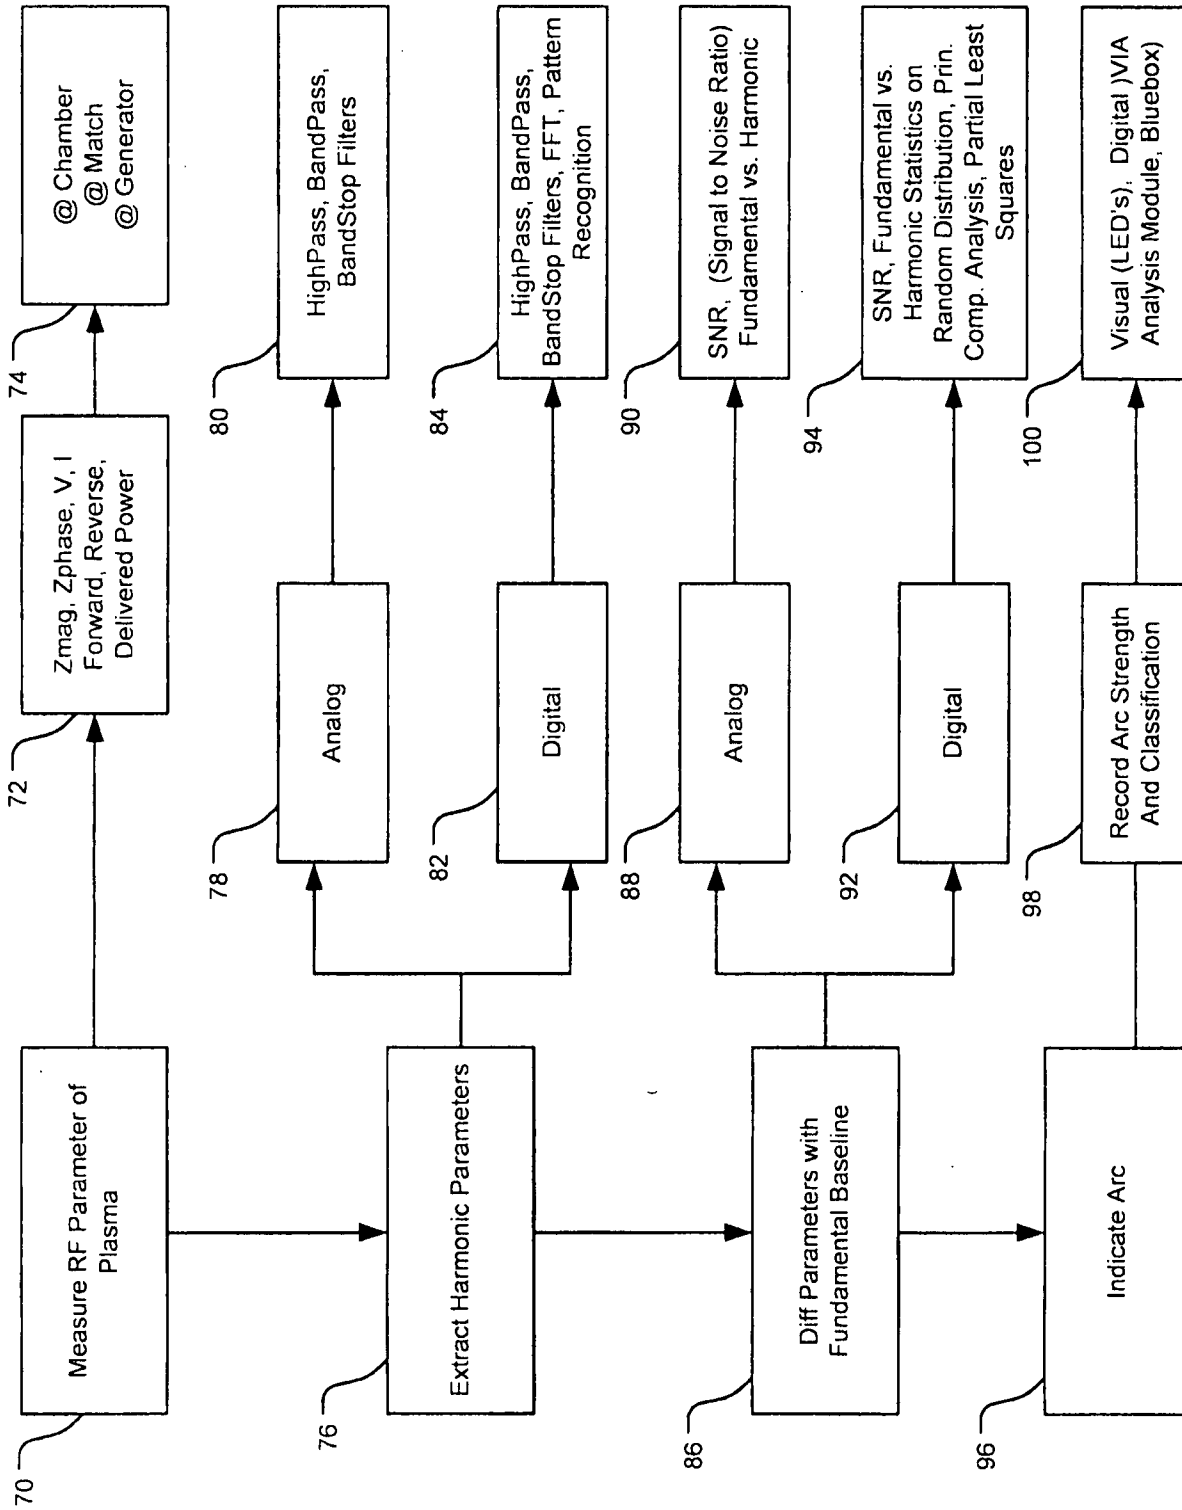 70
Measure RF Parameter of
Plasma
72
Zmag, Zphase, V, I
Forward, Reverse,
Delivered Power
74
@ Chamber
@ Match
@ Generator
76
Extract Harmonic Parameters
78
Analog
80
HighPass, BandPass,
BandStop Filters
82
Digital
84
HighPass, BandPass,
BandStop Filters, FFT, Pattern
Recognition
86
Diff Parameters with
Fundamental Baseline
88
Analog
90
SNR, (Signal to Noise Ratio)
Fundamental vs. Harmonic
92
Digital
94
SNR, Fundamental vs.
Harmonic Statistics on
Random Distribution, Prin.
Comp. Analysis, Partial Least
Squares
96
Indicate Arc
98
Record Arc Strength
And Classification
100
Visual (LED's), Digital )VIA
Analysis Module, Bluebox)